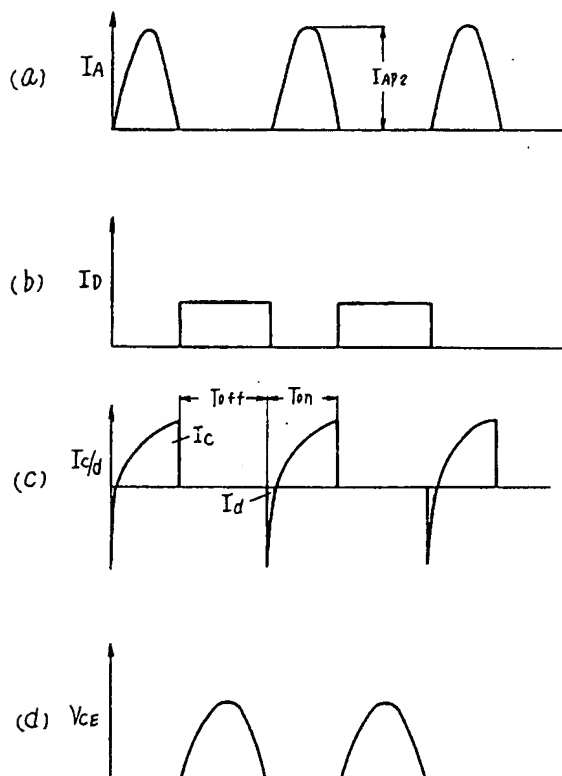 (a) IA IAP2
(b) ID
Toff Ton
(c) Ic/d Ic
Id
(d) VCE